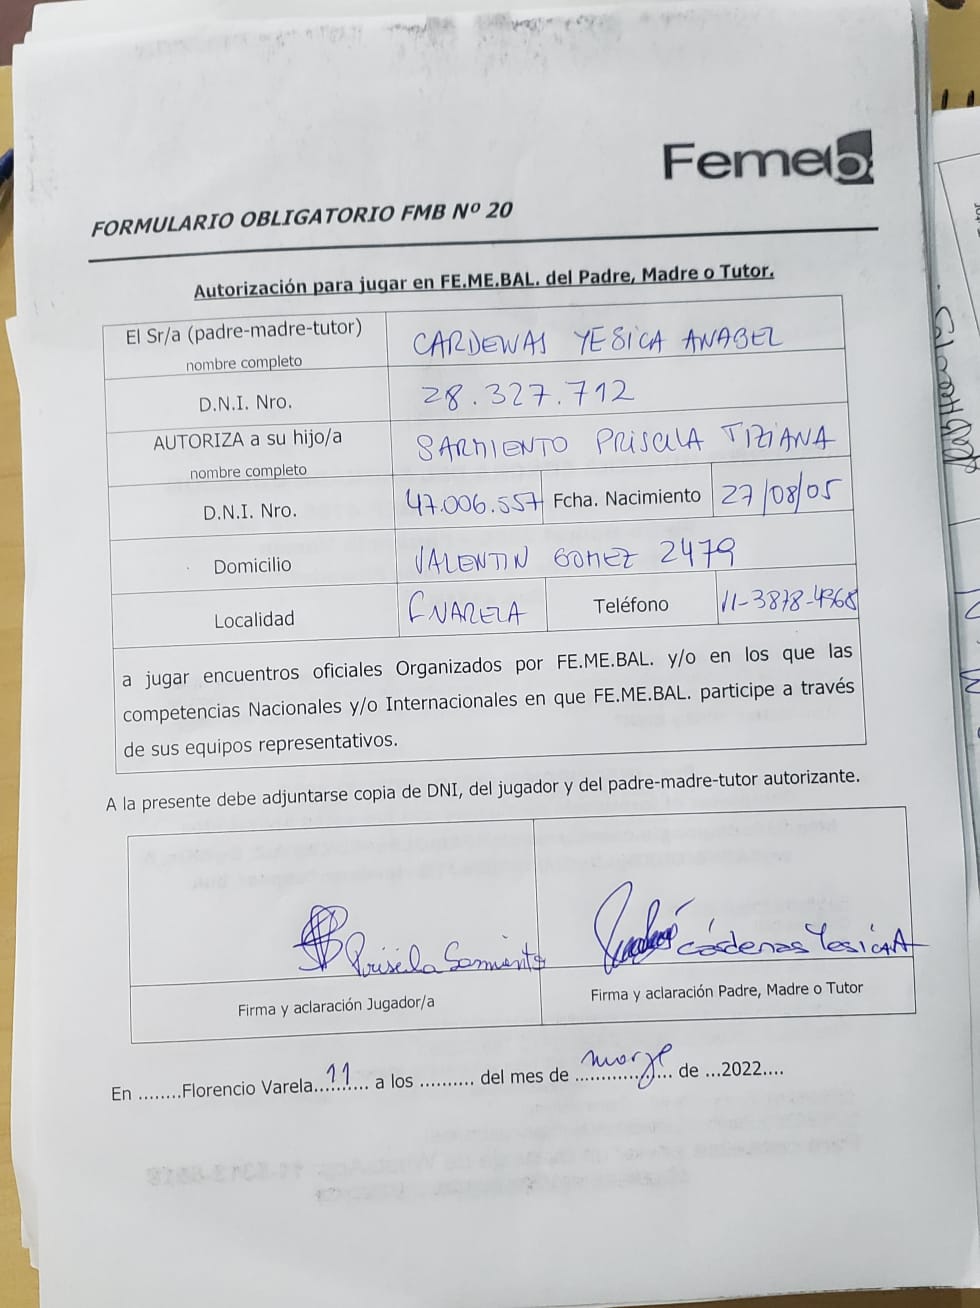 Femeb
FORMULARIO OBLIGATORIO FMB Nº 20
Autorización para jugar en FE.ME.BAL. del Padre, Madre o Tutor.
El Sr/a (padre-madre-tutor)
nombre completo
CARDENAS YESICA ANABEL
D.N.I. Nro.
28.327.712
AUTORIZA a su hijo/a
nombre completo
SARMIENTO PRISCILA TIZIANA
D.N.I. Nro.
47.006.557
Fcha. Nacimiento
27/08/05
Domicilio
VALENTIN GOMEZ 2479
Localidad
F VARELA
Teléfono
11-3878-4968
a jugar encuentros oficiales Organizados por FE.ME.BAL. y/o en los que las
competencias Nacionales y/o Internacionales en que FE.ME.BAL. participe a través
de sus equipos representativos.
A la presente debe adjuntarse copia de DNI, del jugador y del padre-madre-tutor autorizante.
Priscila Sarmiento
Cárdenas Yesica A
Firma y aclaración Jugador/a
Firma y aclaración Padre, Madre o Tutor
En ........Florencio Varela...11...... a los .......... del mes de ................ de ...2022....